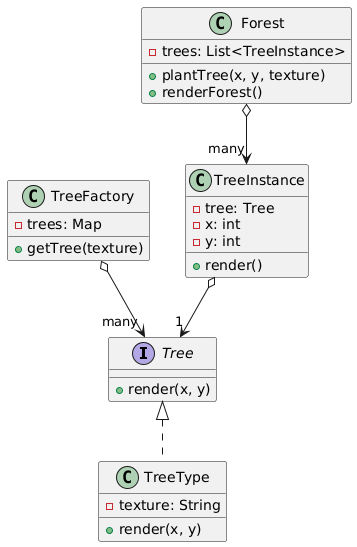 C Forest
trees: List<TreeInstance>
plantTree(x, y, texture)
renderForest()
many
C TreeFactory
trees: Map
getTree(texture)
C TreeInstance
tree: Tree
x: int
y: int
render()
many
1
I Tree
render(x, y)
C TreeType
texture: String
render(x, y)